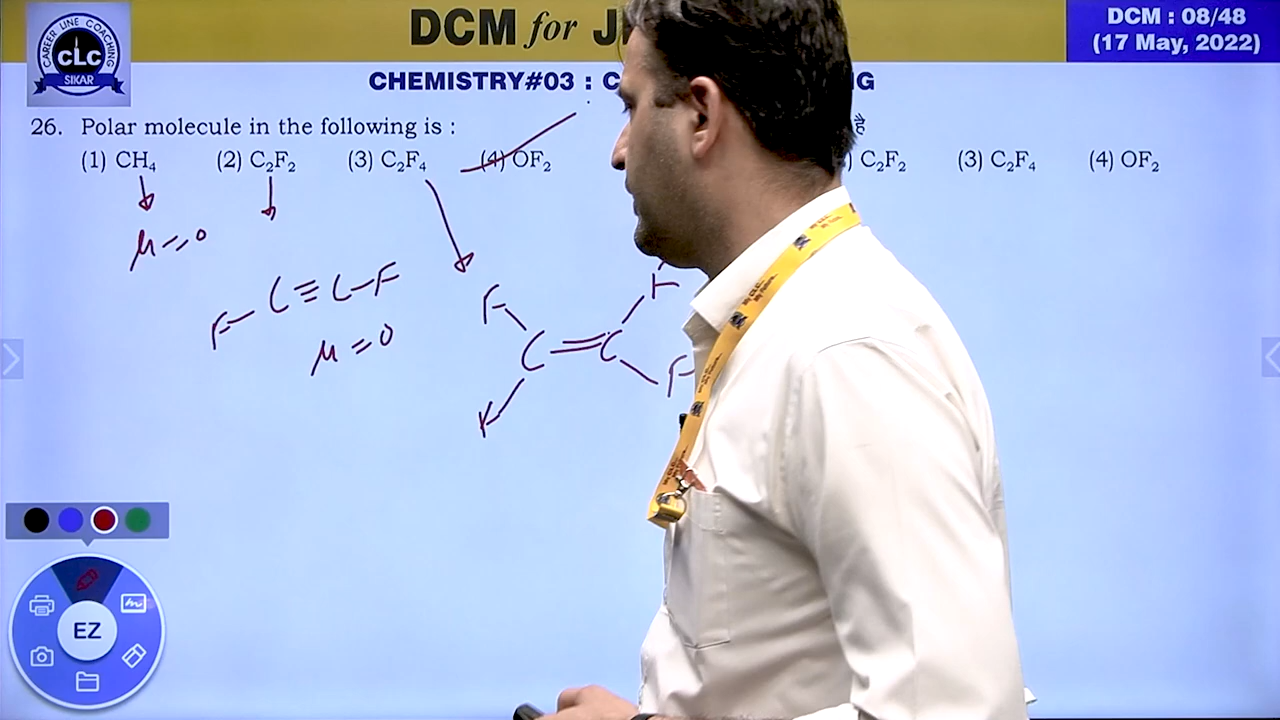 CAREER LINE COACHING
CLC
SIKAR
DCM for J
DCM : 08/48
(17 May, 2022)
CHEMISTRY#03 : C NG
26. Polar molecule in the following is :
है
(1) CH₄ (2) C₂F₂ (3) C₂F₄ (4) OF₂
) C₂F₂ (3) C₂F₄ (4) OF₂
μ = 0
F - C ≡ C - F
μ = 0
F F
C = C
F F
EZ